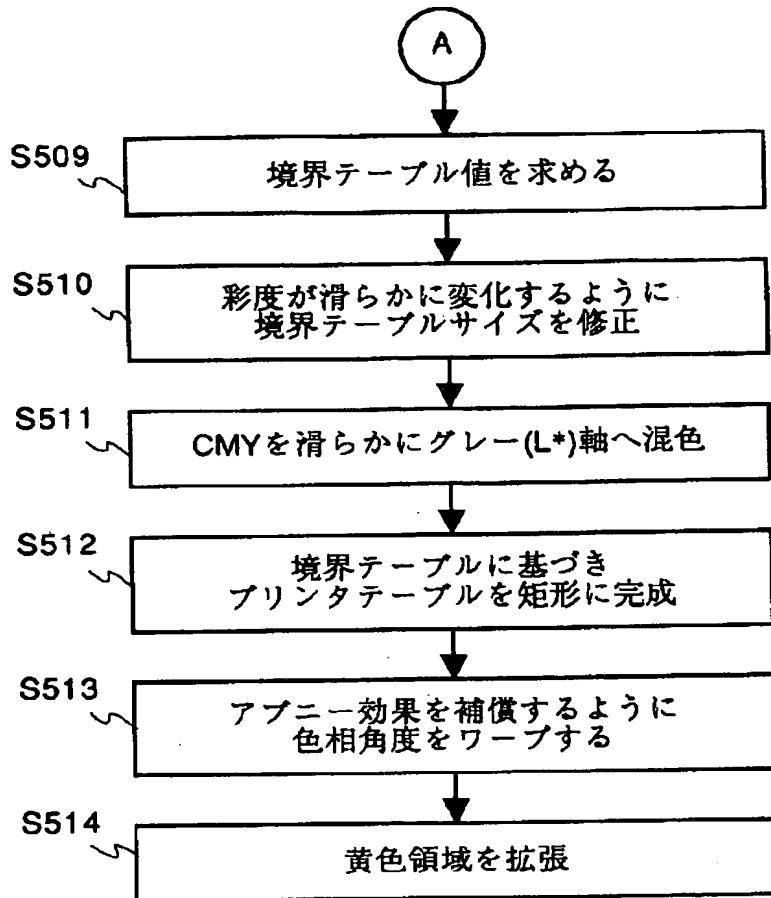 A
S509
境界テーブル値を求める
S510
彩度が滑らかに変化するように
境界テーブルサイズを修正
S511
CMYを滑らかにグレー(L*)軸へ混色
S512
境界テーブルに基づき
プリンタテーブルを矩形に完成
S513
アブニー効果を補償するように
色相角度をワープする
S514
黄色領域を拡張